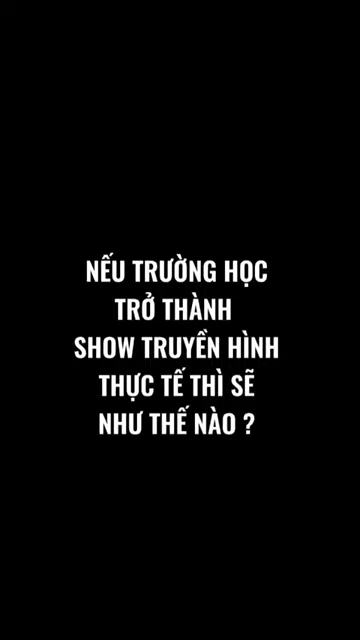 NẾU TRƯỜNG HỌC
TRỞ THÀNH
SHOW TRUYỀN HÌNH
THỰC TẾ THÌ SẼ
NHƯ THẾ NÀO ?